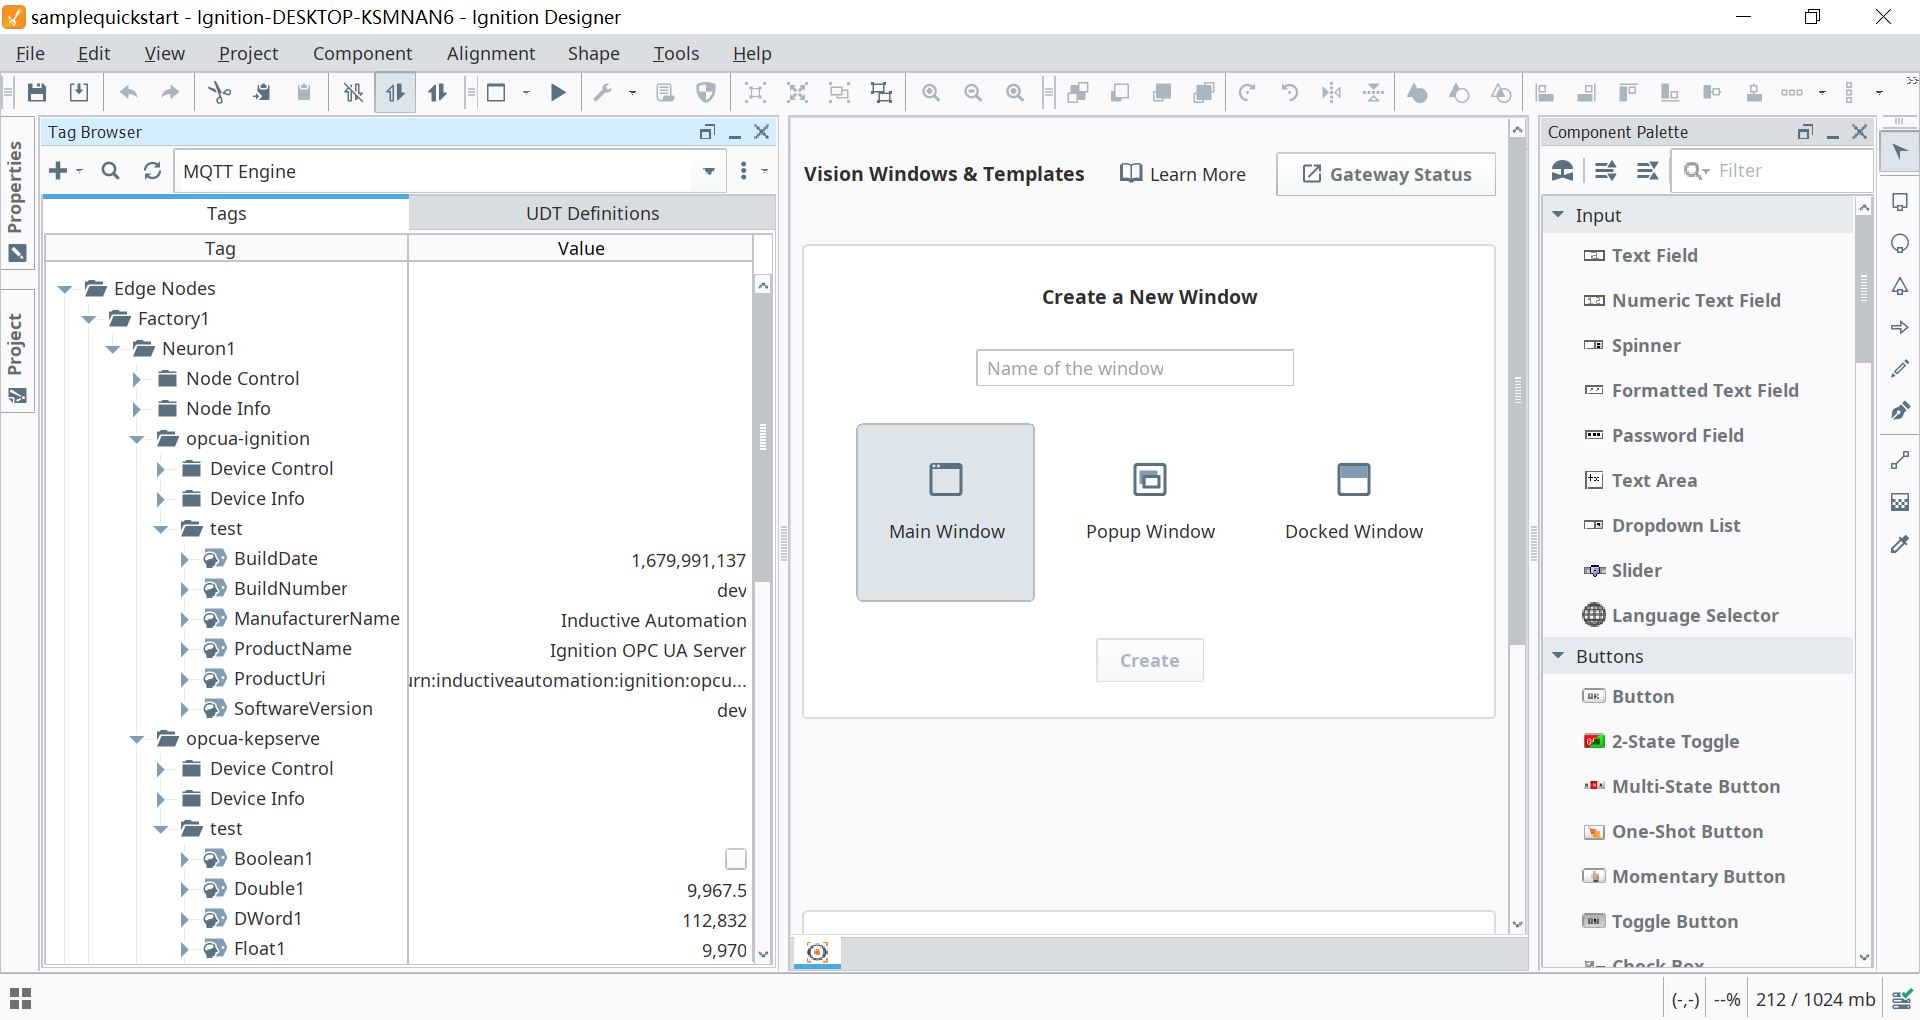 samplequickstart - Ignition-DESKTOP-KSMNAN6 - Ignition Designer
File Edit View Project Component Alignment Shape Tools Help
Properties
Project
Tag Browser
MQTT Engine
Tags UDT Definitions
Tag Value
Edge Nodes
Factory1
Neuron1
Node Control
Node Info
opcua-ignition
Device Control
Device Info
test
BuildDate 1,679,991,137
BuildNumber dev
ManufacturerName Inductive Automation
ProductName Ignition OPC UA Server
ProductUri urn:inductiveautomation:ignition:opcu...
SoftwareVersion dev
opcua-kepserve
Device Control
Device Info
test
Boolean1
Double1 9,967.5
DWord1 112,832
Float1 9,970
Vision Windows & Templates Learn More Gateway Status
Create a New Window
Name of the window
Main Window Popup Window Docked Window
Create
Component Palette
Filter
Input
Text Field
Numeric Text Field
Spinner
Formatted Text Field
Password Field
Text Area
Dropdown List
Slider
Language Selector
Buttons
Button
2-State Toggle
Multi-State Button
One-Shot Button
Momentary Button
Toggle Button
Check Box
(-,-) --% 212 / 1024 mb